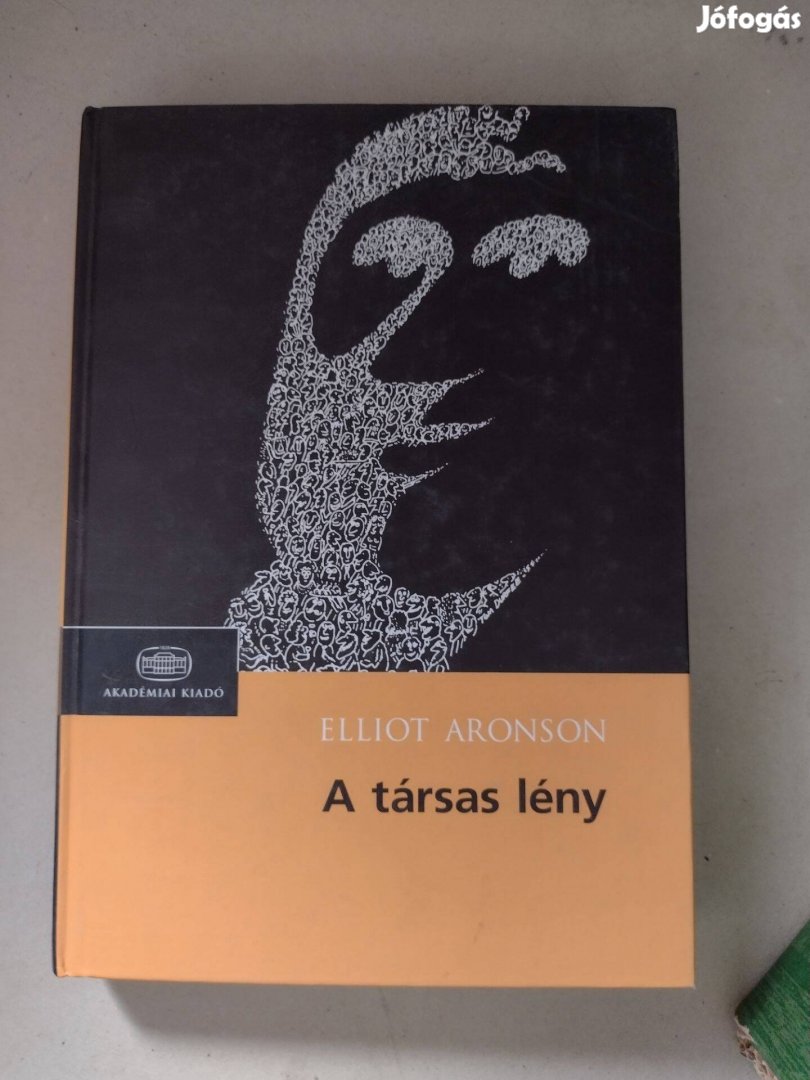 Jófogás
AKADÉMIAI KIADÓ
ELLIOT ARONSON
A társas lény